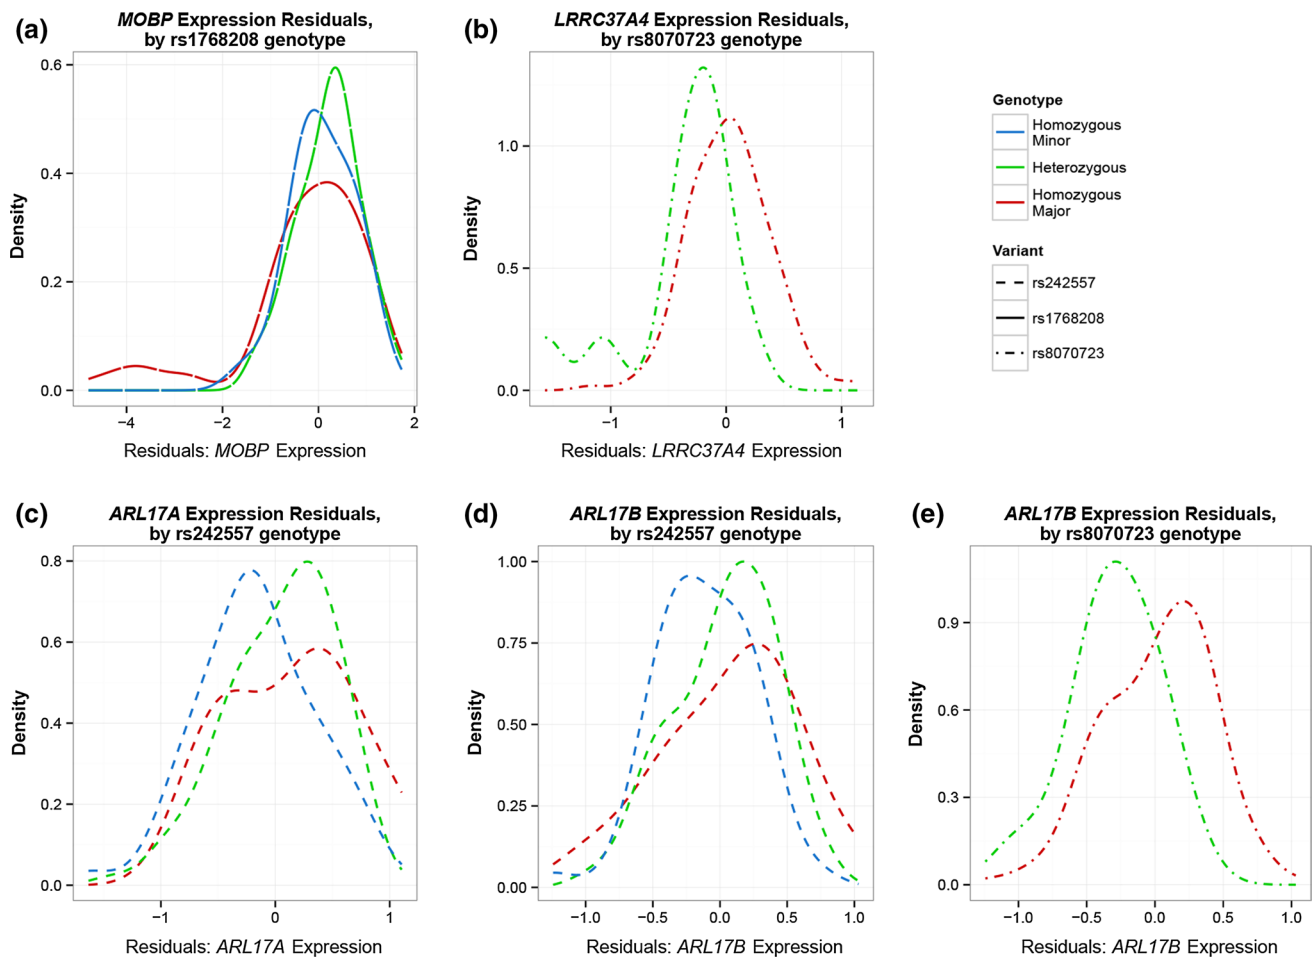 (a)
MOBP Expression Residuals,
by rs1768208 genotype
0.6
0.4
0.2
0.0
Density
−4
−2
0
2
Residuals: MOBP Expression
(b)
LRRC37A4 Expression Residuals,
by rs8070723 genotype
1.0
0.5
0.0
Density
−1
0
1
Residuals: LRRC37A4 Expression
Genotype
Homozygous
Minor
Heterozygous
Homozygous
Major
Variant
rs242557
rs1768208
rs8070723
(c)
ARL17A Expression Residuals,
by rs242557 genotype
0.8
0.6
0.4
0.2
0.0
Density
−1
0
1
Residuals: ARL17A Expression
(d)
ARL17B Expression Residuals,
by rs242557 genotype
1.00
0.75
0.50
0.25
0.00
Density
−1.0
−0.5
0.0
0.5
1.0
Residuals: ARL17B Expression
(e)
ARL17B Expression Residuals,
by rs8070723 genotype
0.9
0.6
0.3
0.0
Density
−1.0
−0.5
0.0
0.5
1.0
Residuals: ARL17B Expression